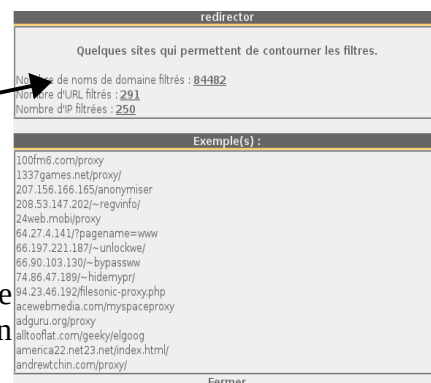 redirector
Quelques sites qui permettent de contourner les filtres.
Nombre de noms de domaine filtrés : 84482
Nombre d'URL filtrés : 291
Nombre d'IP filtrées : 250
Exemple(s) :
100fm6.com/proxy
1337games.net/proxy/
207.156.166.165/anonymiser
208.53.147.202/~regvinfo/
24web.mobi/proxy
64.27.4.141/?pagename=www
66.197.221.187/~unlockwe/
66.90.103.130/~bypassww
74.86.47.189/~hidemypr/
e 94.23.46.192/filesonic-proxy.php
acewebmedia.com/myspaceproxy
n adguru.org/proxy
alltooflat.com/geeky/elgoog
america22.net23.net/index.html/
andrewtchin.com/proxy/
Fermer